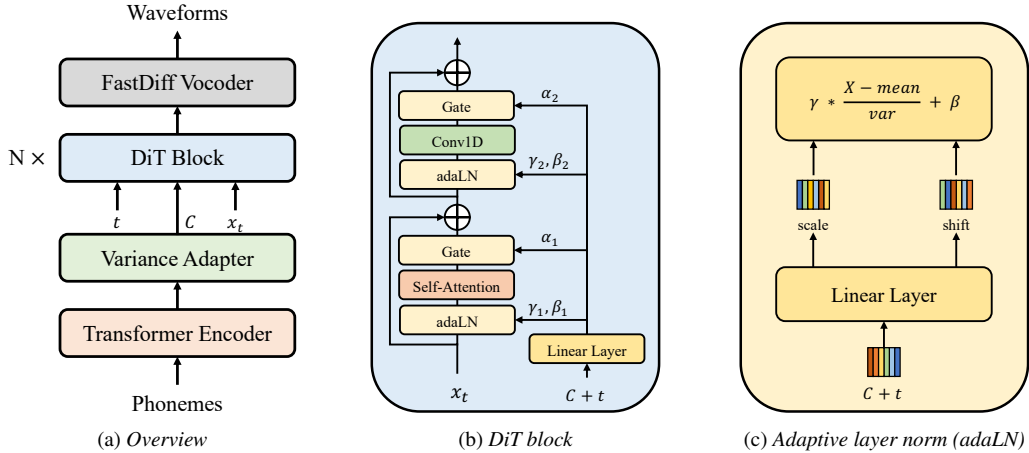 Waveforms
FastDiff Vocoder
N ×
DiT Block
t
C
x_t
Variance Adapter
Transformer Encoder
Phonemes
(a) Overview
Gate
α_2
Conv1D
adaLN
γ_2, β_2
Gate
α_1
Self-Attention
adaLN
γ_1, β_1
Linear Layer
x_t
C + t
(b) DiT block
γ * (X − mean) / var + β
scale
shift
Linear Layer
C + t
(c) Adaptive layer norm (adaLN)